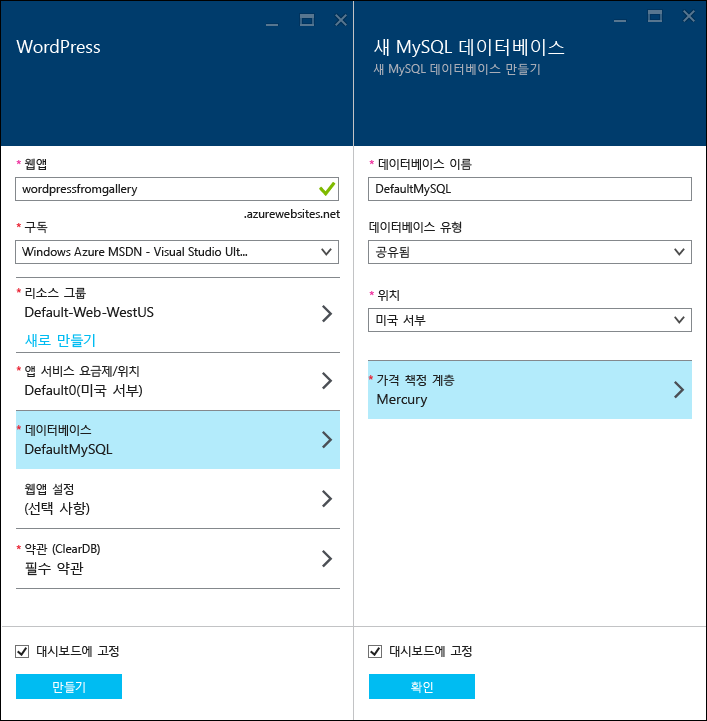 WordPress
* 웹앱
wordpressfromgallery
.azurewebsites.net
* 구독
Windows Azure MSDN - Visual Studio Ult...
* 리소스 그룹
Default-Web-WestUS
새로 만들기
* 앱 서비스 요금제/위치
Default0(미국 서부)
* 데이터베이스
DefaultMySQL
웹앱 설정
(선택 사항)
* 약관 (ClearDB)
필수 약관
대시보드에 고정
만들기
새 MySQL 데이터베이스
새 MySQL 데이터베이스 만들기
* 데이터베이스 이름
DefaultMySQL
데이터베이스 유형
공유됨
* 위치
미국 서부
* 가격 책정 계층
Mercury
대시보드에 고정
확인